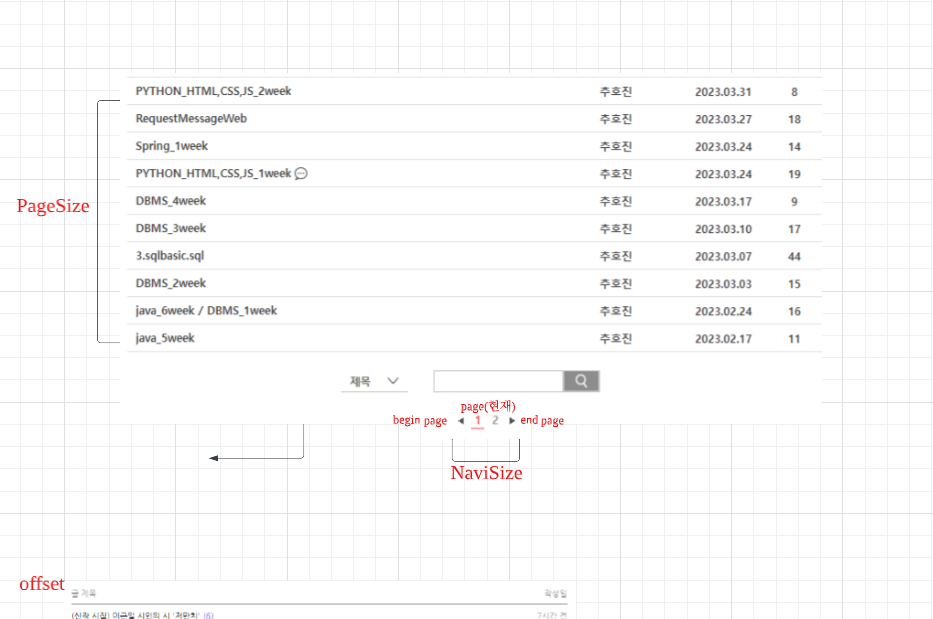 PYTHON_HTML,CSS,JS_2week 추호진 2023.03.31 8
RequestMessageWeb 추호진 2023.03.27 18
Spring_1week 추호진 2023.03.24 14
PYTHON_HTML,CSS,JS_1week 추호진 2023.03.24 19
PageSize
DBMS_4week 추호진 2023.03.17 9
DBMS_3week 추호진 2023.03.10 17
3.sqlbasic.sql 추호진 2023.03.07 44
DBMS_2week 추호진 2023.03.03 15
java_6week / DBMS_1week 추호진 2023.02.24 16
java_5week 추호진 2023.02.17 11
제목
page(현재)
begin page 1 2 end page
NaviSize
offset
글 제목 작성일
(신작 시집) 이근일 시인의 시 '저만치' (6) 7시간 전